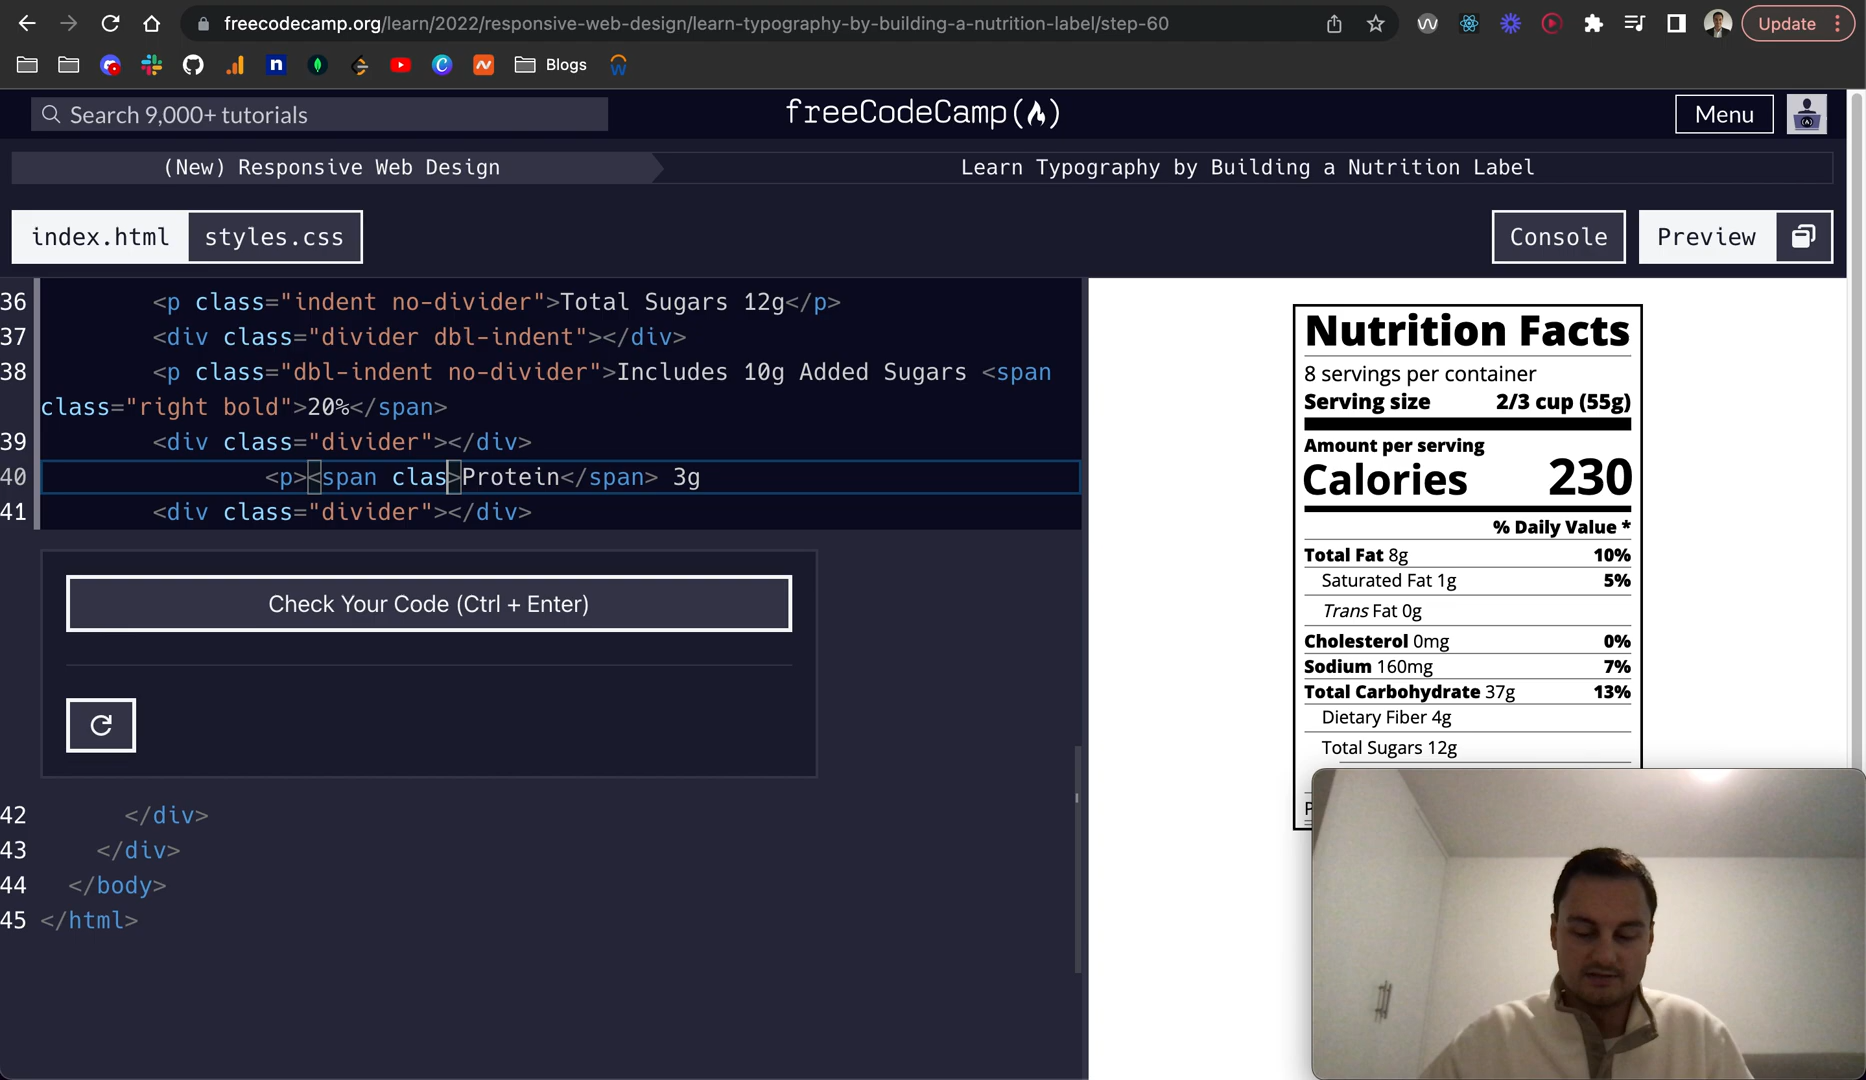 freecodecamp.org/learn/2022/responsive-web-design/learn-typography-by-building-a-nutrition-label/step-60
Update
Blogs
Search 9,000+ tutorials
freeCodeCamp
Menu
(New) Responsive Web Design
Learn Typography by Building a Nutrition Label
index.html
styles.css
Console
Preview
36 <p class="indent no-divider">Total Sugars 12g</p>
37 <div class="divider dbl-indent"></div>
38 <p class="dbl-indent no-divider">Includes 10g Added Sugars <span
class="right bold">20%</span>
39 <div class="divider"></div>
40 <p><span clas>Protein</span> 3g
41 <div class="divider"></div>
Check Your Code (Ctrl + Enter)
42 </div>
43 </div>
44 </body>
45 </html>
Nutrition Facts
8 servings per container
Serving size 2/3 cup (55g)
Amount per serving
Calories 230
% Daily Value *
Total Fat 8g 10%
Saturated Fat 1g 5%
Trans Fat 0g
Cholesterol 0mg 0%
Sodium 160mg 7%
Total Carbohydrate 37g 13%
Dietary Fiber 4g
Total Sugars 12g